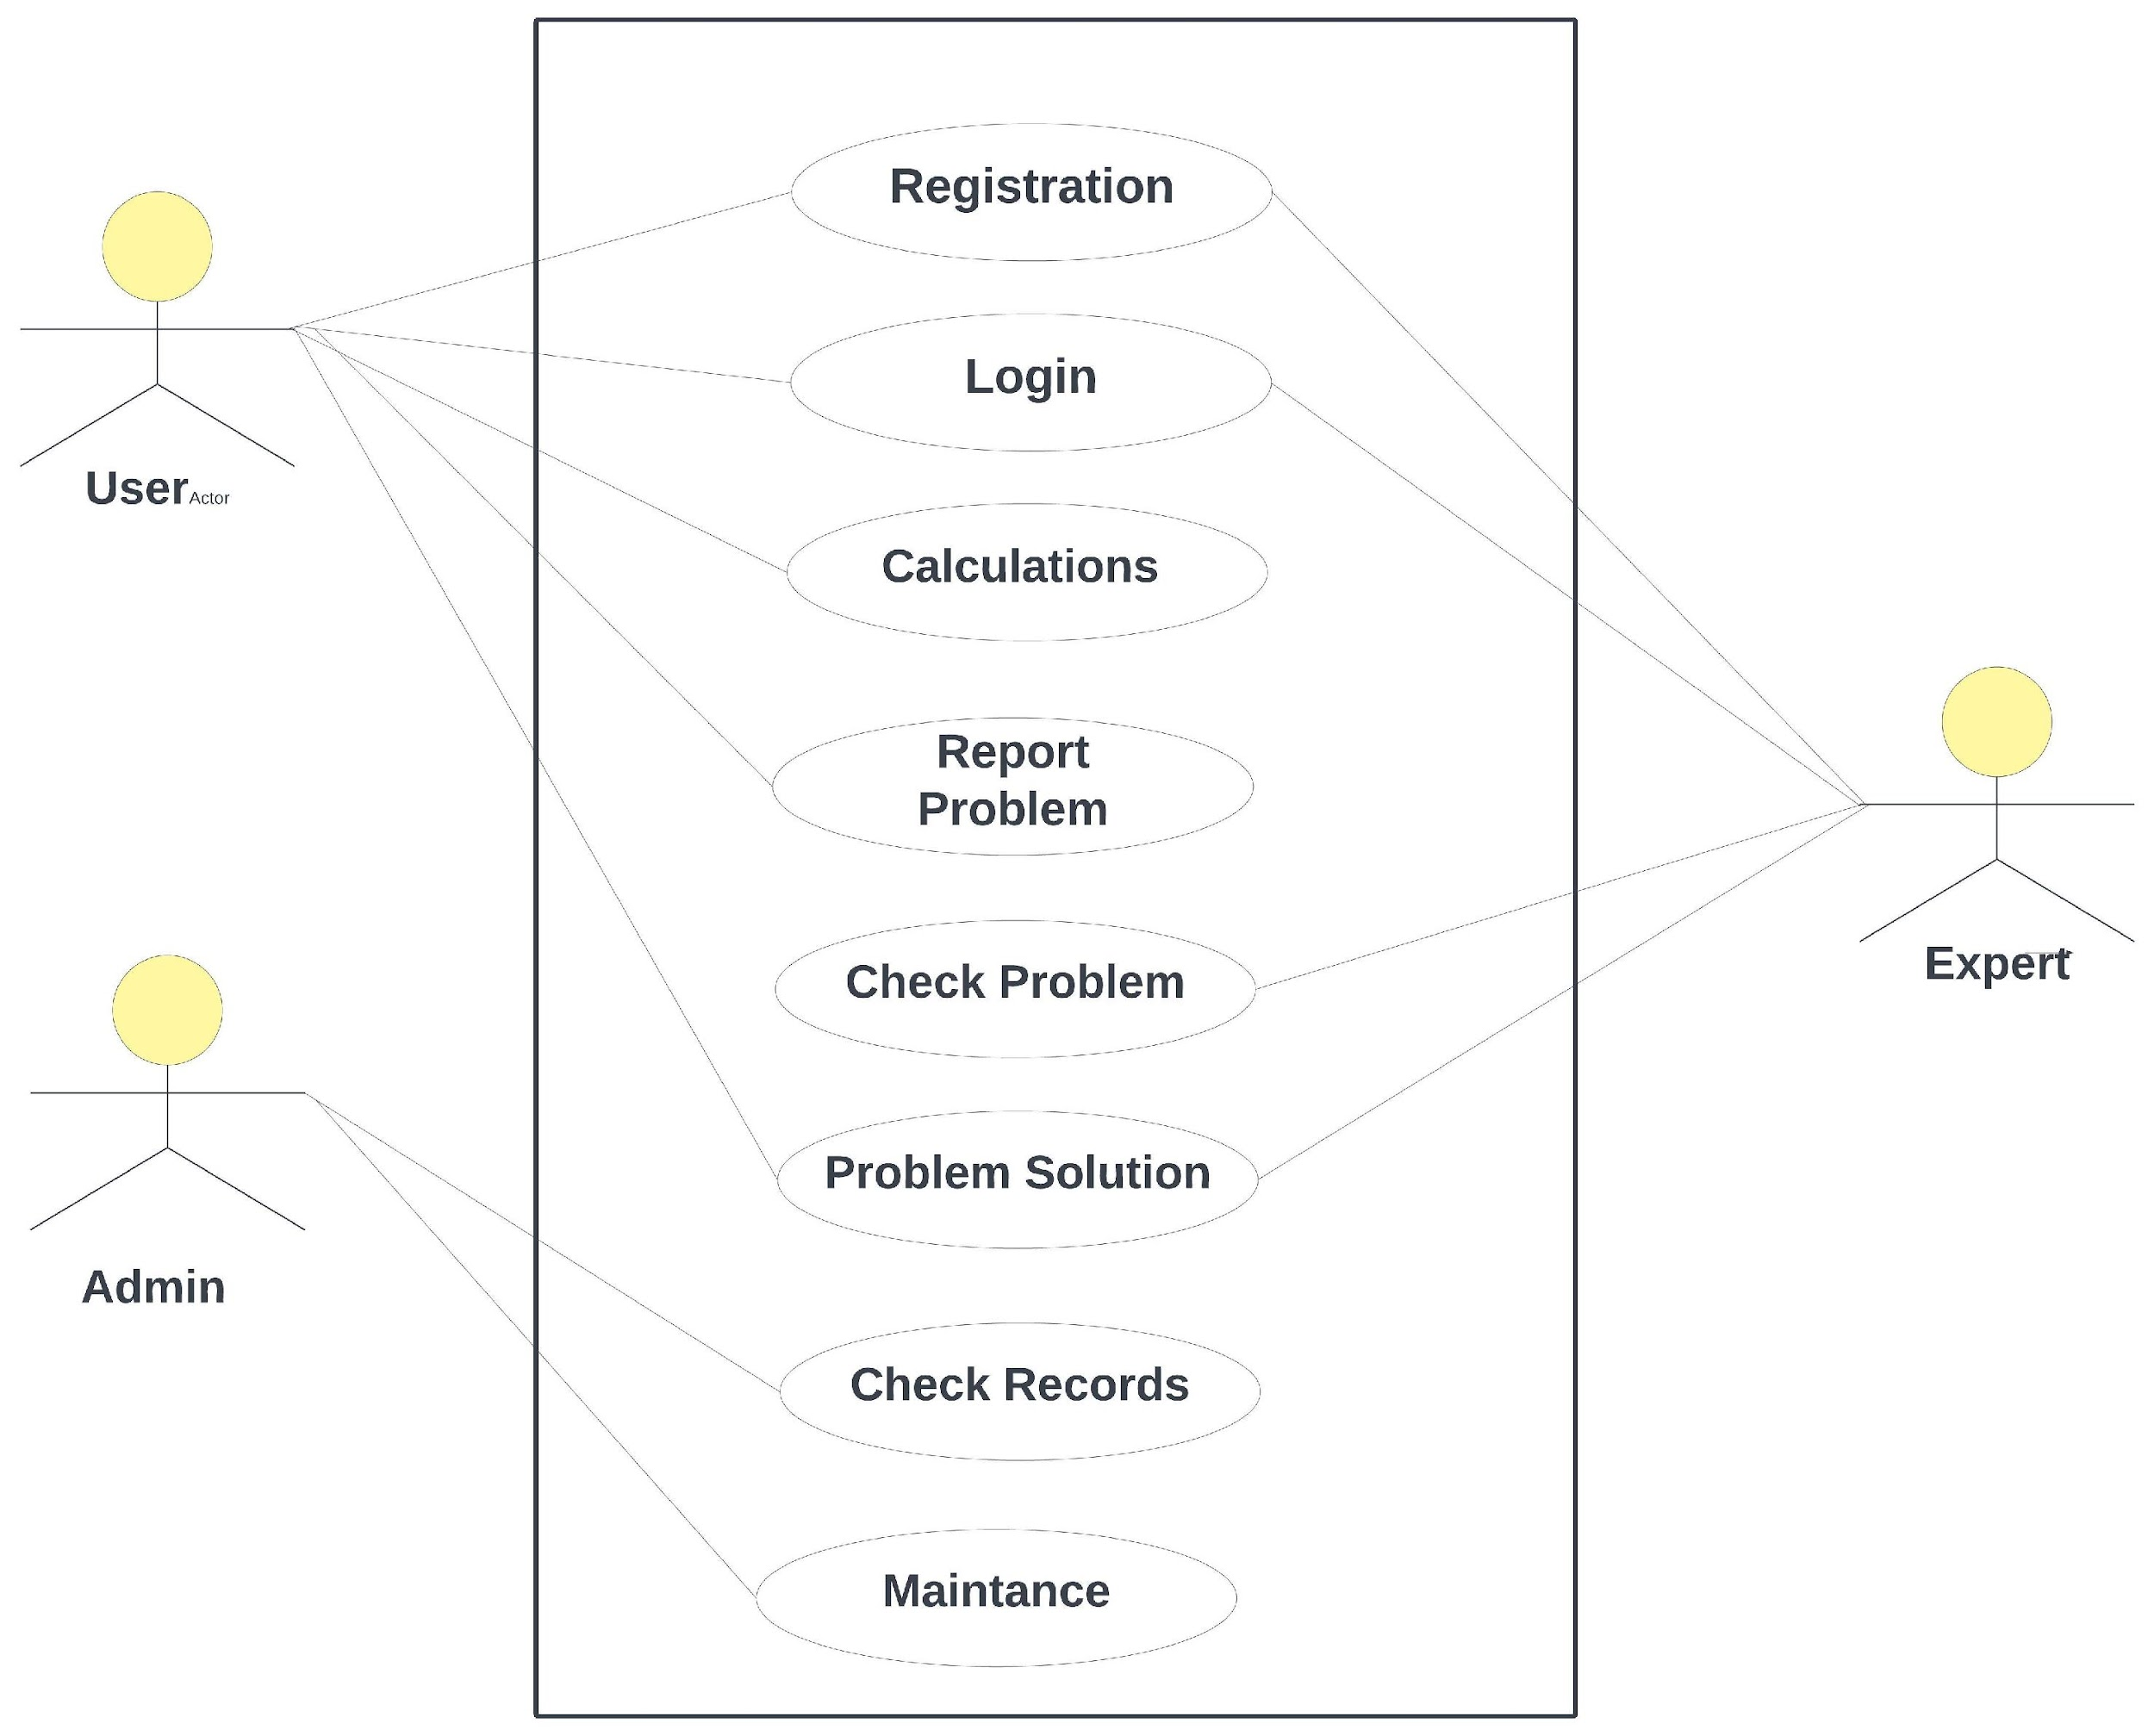 Registration
Login
User Actor
Calculations
Report
Problem
Check Problem
Expert
Problem Solution
Admin
Check Records
Maintance